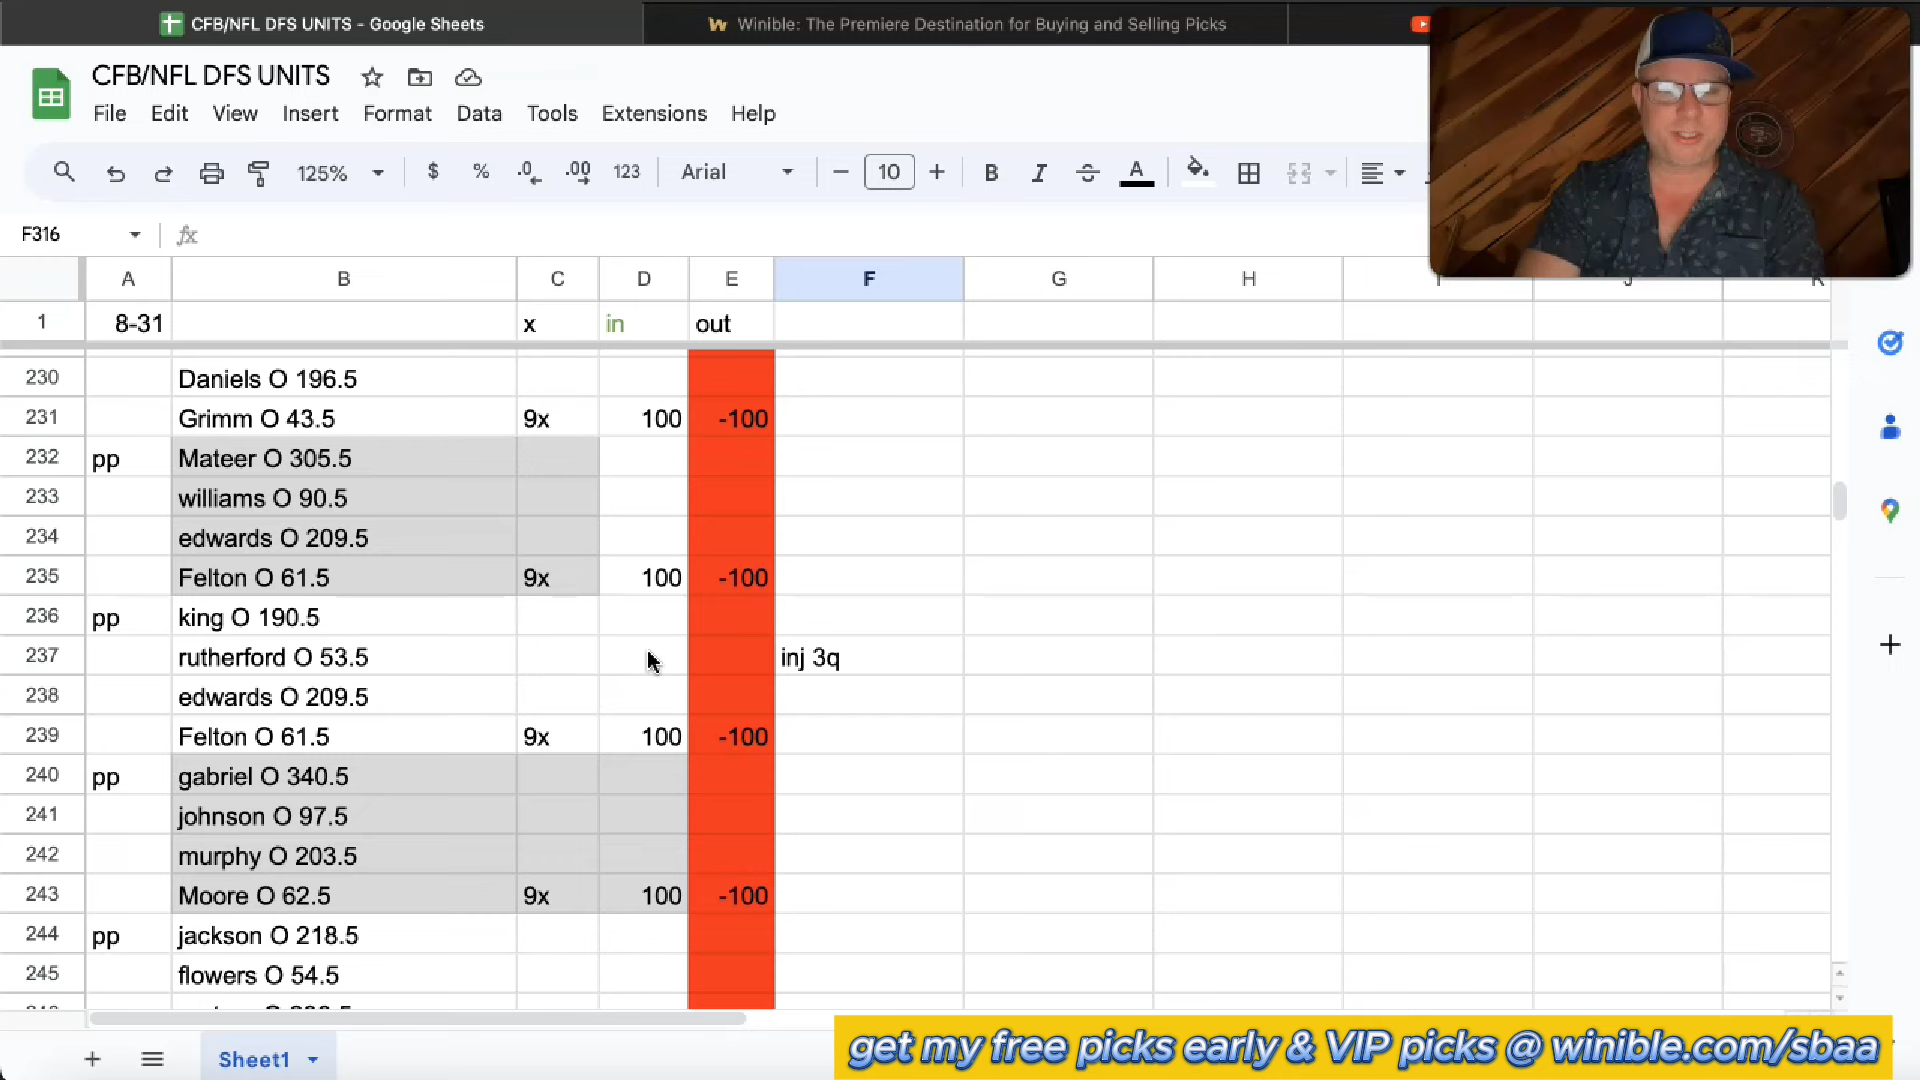 CFB/NFL DFS UNITS - Google Sheets
Winible: The Premiere Destination for Buying and Selling Picks
CFB/NFL DFS UNITS
File Edit View Insert Format Data Tools Extensions Help
125% $ % .0 .00 123 Arial 10 B I S A
F316 fx
A B C D E F G H
1 8-31 x in out
230 Daniels O 196.5
231 Grimm O 43.5 9x 100 -100
232 pp Mateer O 305.5
233 williams O 90.5
234 edwards O 209.5
235 Felton O 61.5 9x 100 -100
236 pp king O 190.5
237 rutherford O 53.5 inj 3q
238 edwards O 209.5
239 Felton O 61.5 9x 100 -100
240 pp gabriel O 340.5
241 johnson O 97.5
242 murphy O 203.5
243 Moore O 62.5 9x 100 -100
244 pp jackson O 218.5
245 flowers O 54.5
Sheet1
get my free picks early & VIP picks @ winible.com/sbaa